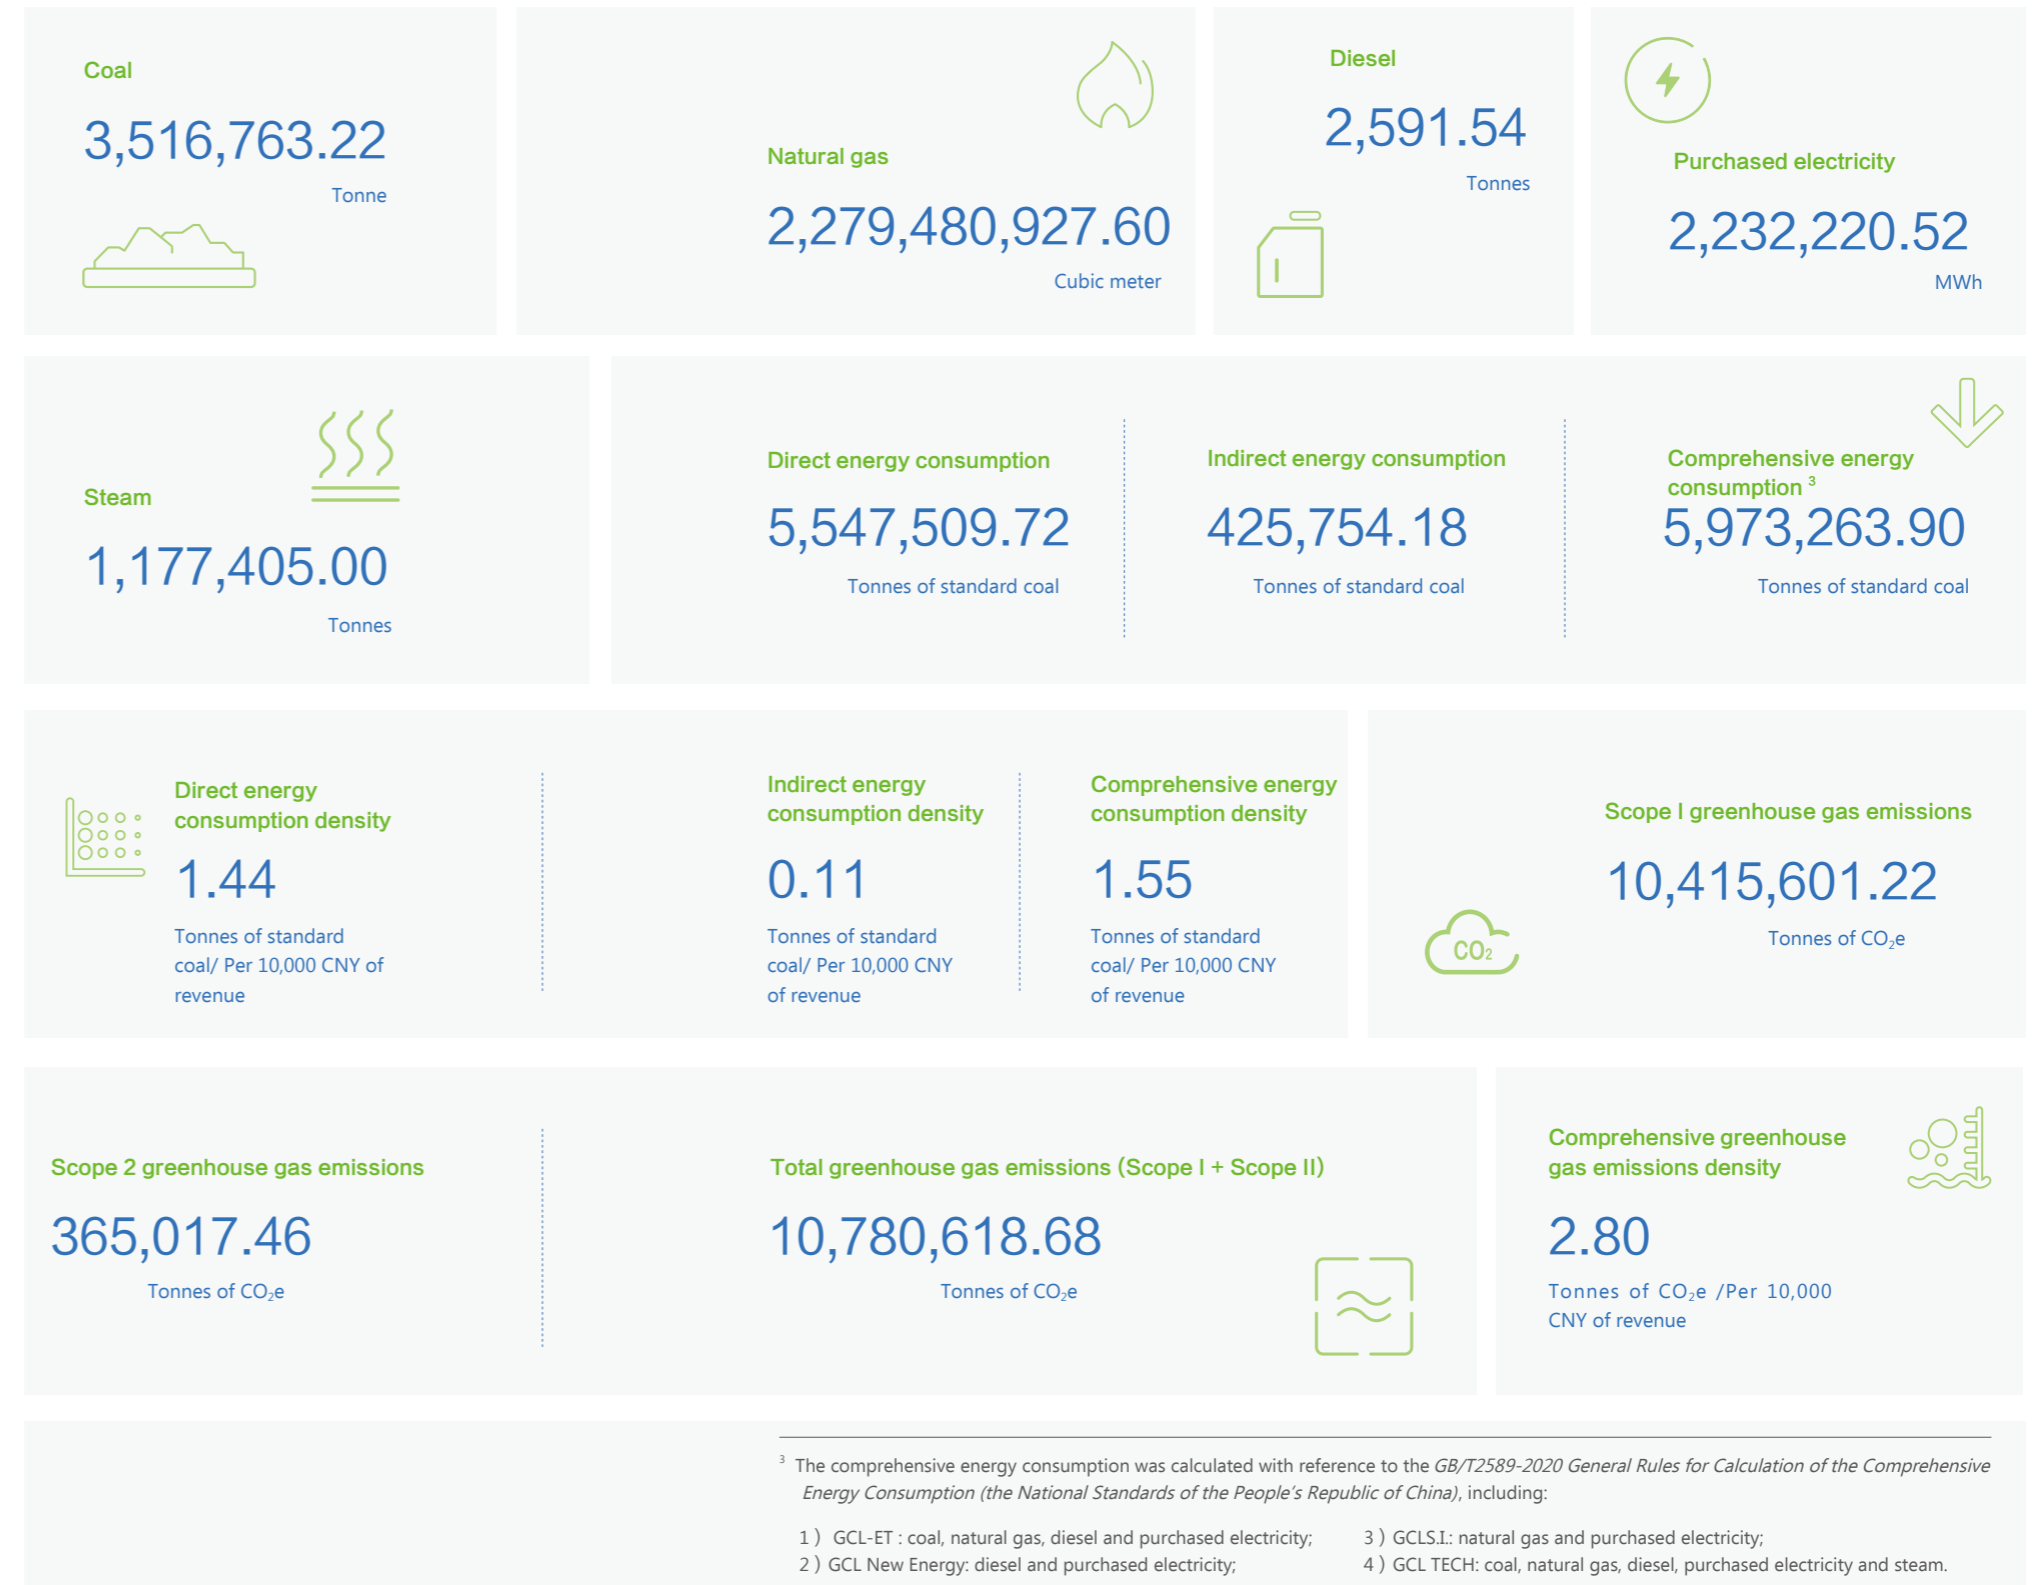 Coal
3,516,763.22
Tonne
Natural gas
2,279,480,927.60
Cubic meter
Diesel
2,591.54
Tonnes
Purchased electricity
2,232,220.52
MWh
Steam
1,177,405.00
Tonnes
Direct energy consumption
5,547,509.72
Tonnes of standard coal
Indirect energy consumption
425,754.18
Tonnes of standard coal
Comprehensive energy
consumption ³
5,973,263.90
Tonnes of standard coal
Direct energy
consumption density
1.44
Tonnes of standard
coal/ Per 10,000 CNY of
revenue
Indirect energy
consumption density
0.11
Tonnes of standard
coal/ Per 10,000 CNY
of revenue
Comprehensive energy
consumption density
1.55
Tonnes of standard
coal/ Per 10,000 CNY
of revenue
Scope I greenhouse gas emissions
10,415,601.22
Tonnes of CO₂e
CO₂
Scope 2 greenhouse gas emissions
365,017.46
Tonnes of CO₂e
Total greenhouse gas emissions (Scope I + Scope II)
10,780,618.68
Tonnes of CO₂e
Comprehensive greenhouse
gas emissions density
2.80
Tonnes of CO₂e /Per 10,000
CNY of revenue
³ The comprehensive energy consumption was calculated with reference to the GB/T2589-2020 General Rules for Calculation of the Comprehensive
Energy Consumption (the National Standards of the People's Republic of China), including:
1 ) GCL-ET : coal, natural gas, diesel and purchased electricity;
2 ) GCL New Energy: diesel and purchased electricity;
3 ) GCLS.I.: natural gas and purchased electricity;
4 ) GCL TECH: coal, natural gas, diesel, purchased electricity and steam.